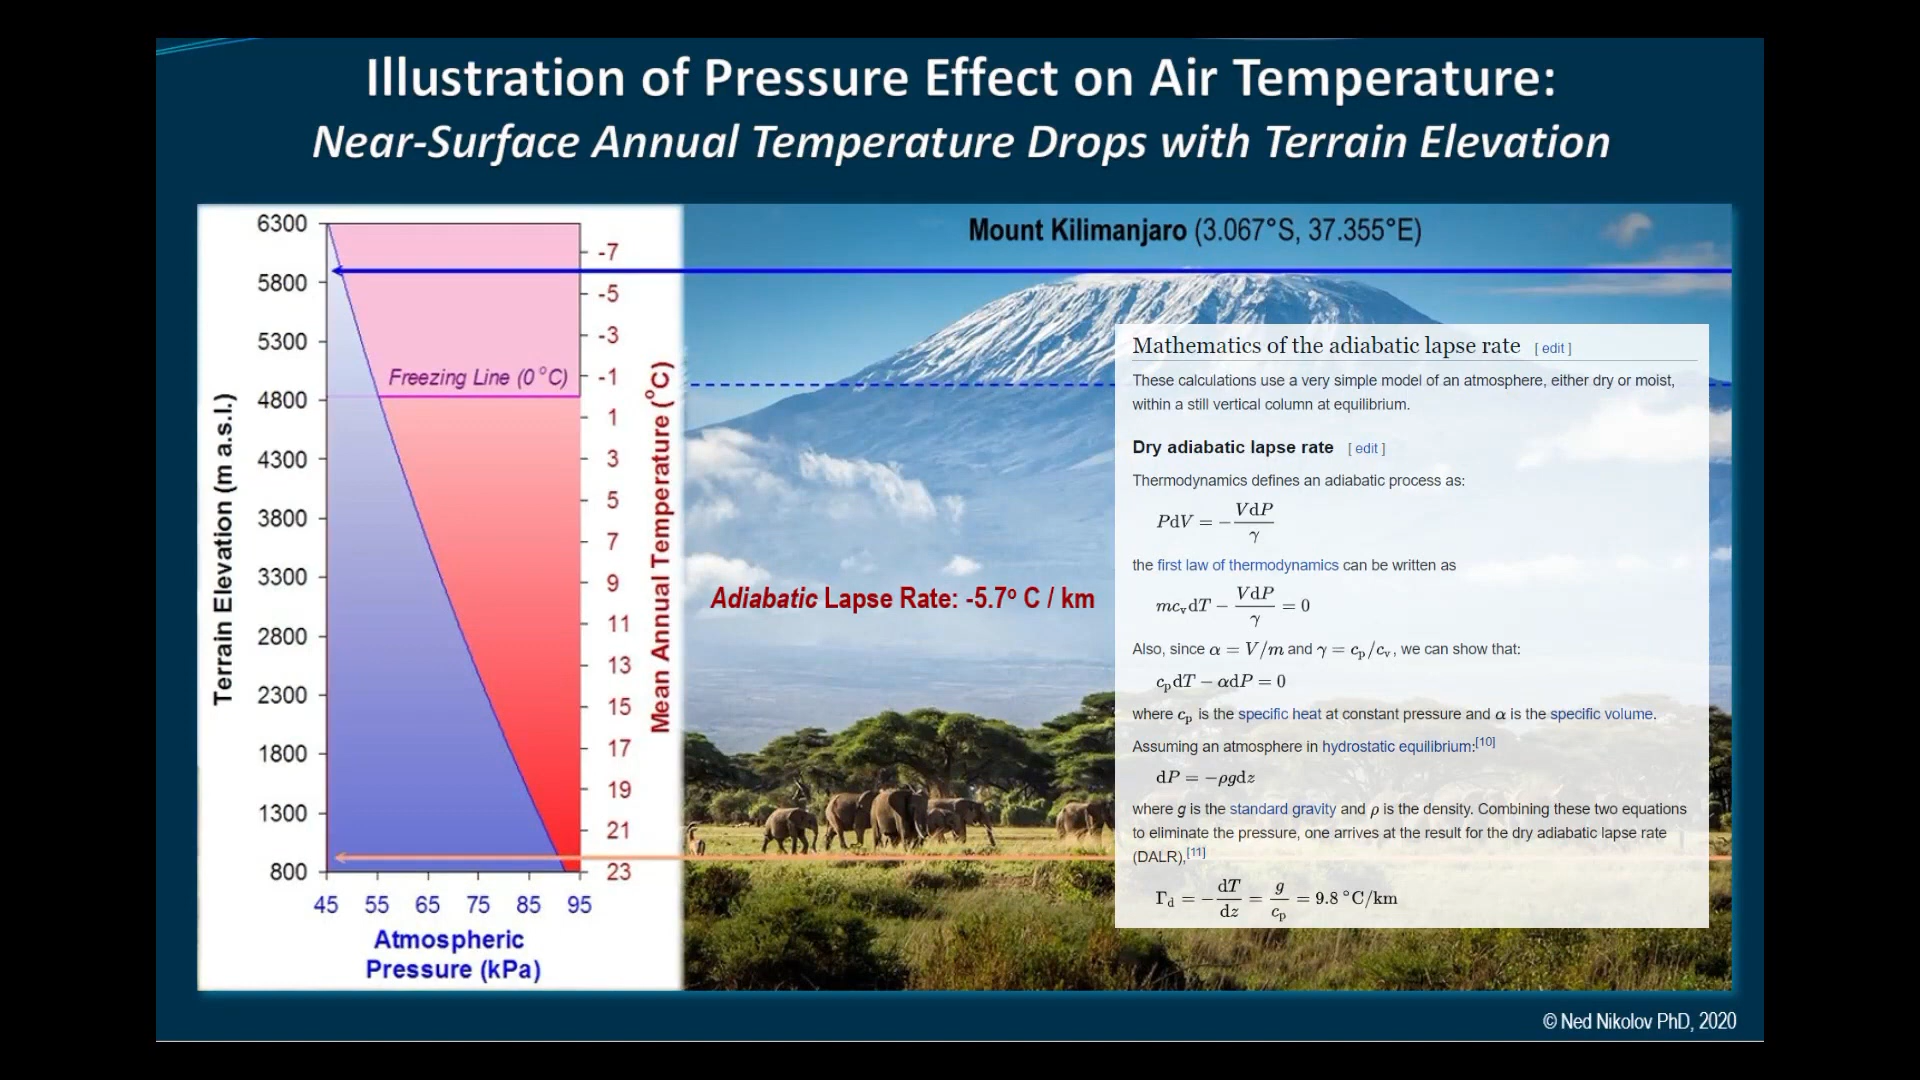 Illustration of Pressure Effect on Air Temperature:
Near-Surface Annual Temperature Drops with Terrain Elevation
Mount Kilimanjaro (3.067°S, 37.355°E)
Terrain Elevation (m a.s.l.)
6300
5800
5300
4800
4300
3800
3300
2800
2300
1800
1300
800
Freezing Line (0 °C)
-7
-5
-3
-1
1
3
5
7
9
11
13
15
17
19
21
23
Mean Annual Temperature (°C)
45 55 65 75 85 95
Atmospheric
Pressure (kPa)
Adiabatic Lapse Rate: -5.7° C / km
Mathematics of the adiabatic lapse rate [ edit ]
These calculations use a very simple model of an atmosphere, either dry or moist,
within a still vertical column at equilibrium.
Dry adiabatic lapse rate [ edit ]
Thermodynamics defines an adiabatic process as:
PdV = − VdP / γ
the first law of thermodynamics can be written as
mcᵥdT − VdP / γ = 0
Also, since α = V/m and γ = cₚ/cᵥ, we can show that:
cₚdT − αdP = 0
where cₚ is the specific heat at constant pressure and α is the specific volume.
Assuming an atmosphere in hydrostatic equilibrium:[10]
dP = −ρgdz
where g is the standard gravity and ρ is the density. Combining these two equations
to eliminate the pressure, one arrives at the result for the dry adiabatic lapse rate
(DALR),[11]
Γd = − dT / dz = g / cₚ = 9.8 °C/km
© Ned Nikolov PhD, 2020